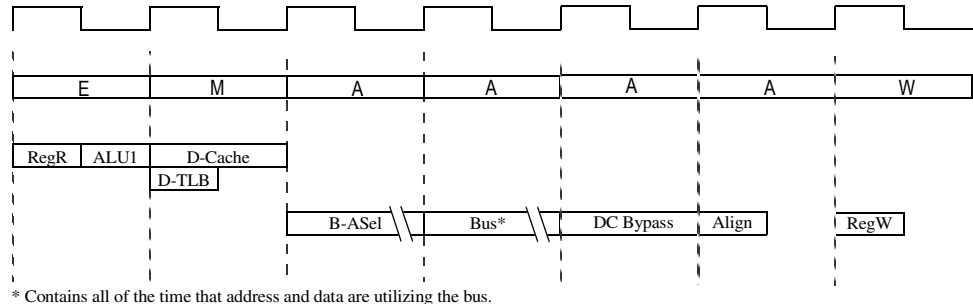 E M A A A A W
RegR ALU1 D-Cache
D-TLB
B-ASel Bus* DC Bypass Align RegW
* Contains all of the time that address and data are utilizing the bus.